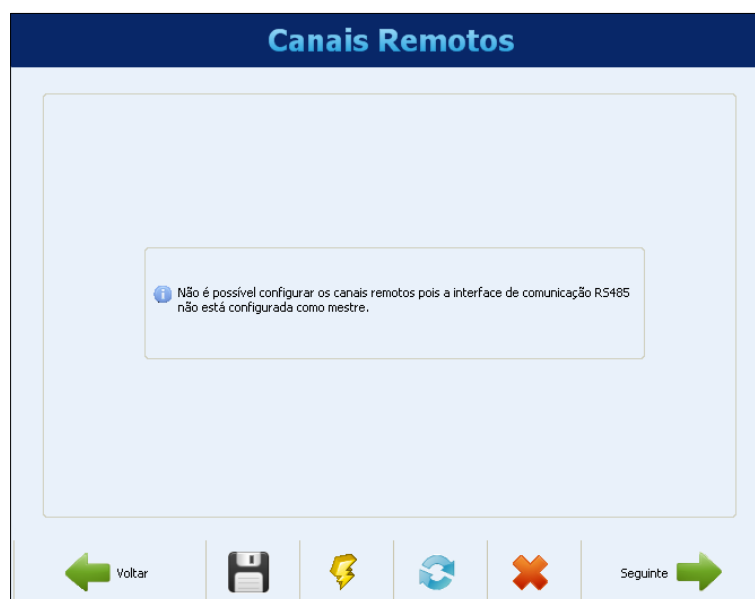 Canais Remotos
Não é possível configurar os canais remotos pois a interface de comunicação RS485
não está configurada como mestre.
Voltar
Seguinte